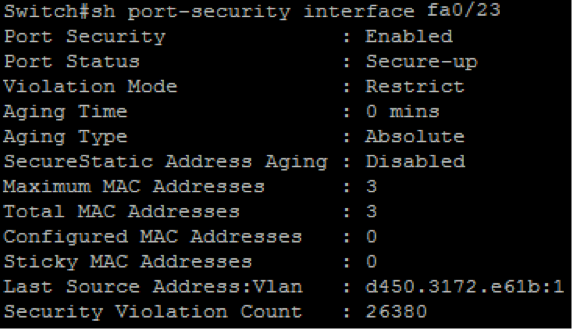 Switch#sh port-security interface fa0/23
Port Security : Enabled
Port Status : Secure-up
Violation Mode : Restrict
Aging Time : 0 mins
Aging Type : Absolute
SecureStatic Address Aging : Disabled
Maximum MAC Addresses : 3
Total MAC Addresses : 3
Configured MAC Addresses : 0
Sticky MAC Addresses : 0
Last Source Address:Vlan : d450.3172.e61b:1
Security Violation Count : 26380